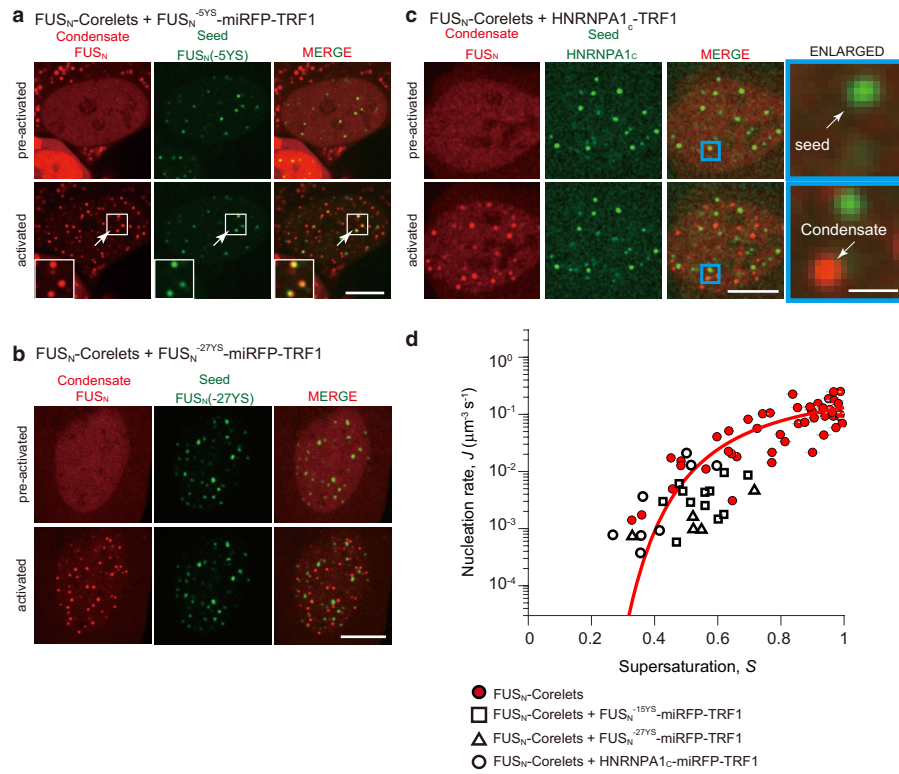 a FUSN-Corelets + FUSN-5YS-miRFP-TRF1
Condensate Seed
FUSN FUSN(-5YS) MERGE
pre-activated
activated
b FUSN-Corelets + FUSN-27YS-miRFP-TRF1
Condensate Seed
FUSN FUSN(-27YS) MERGE
pre-activated
activated
c FUSN-Corelets + HNRNPA1C-TRF1
Condensate Seed
FUSN HNRNPA1C MERGE ENLARGED
pre-activated
seed
activated
Condensate
d
Nucleation rate, J (μm-3 s-1)
100
10-1
10-2
10-3
10-4
0 0.2 0.4 0.6 0.8 1
Supersaturation, S
FUSN-Corelets
FUSN-Corelets + FUSN-15YS-miRFP-TRF1
FUSN-Corelets + FUSN-27YS-miRFP-TRF1
FUSN-Corelets + HNRNPA1C-miRFP-TRF1